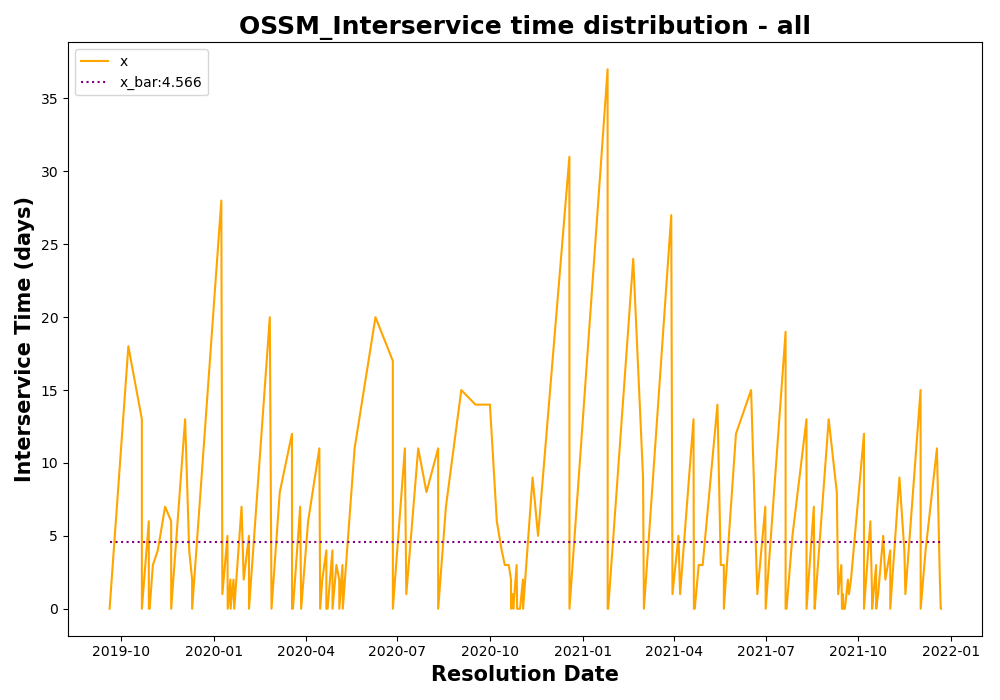 OSSM_Interservice time distribution - all
x
x_bar:4.566
Interservice Time (days)
35
30
25
20
15
10
5
0
2019-10 2020-01 2020-04 2020-07 2020-10 2021-01 2021-04 2021-07 2021-10 2022-01
Resolution Date